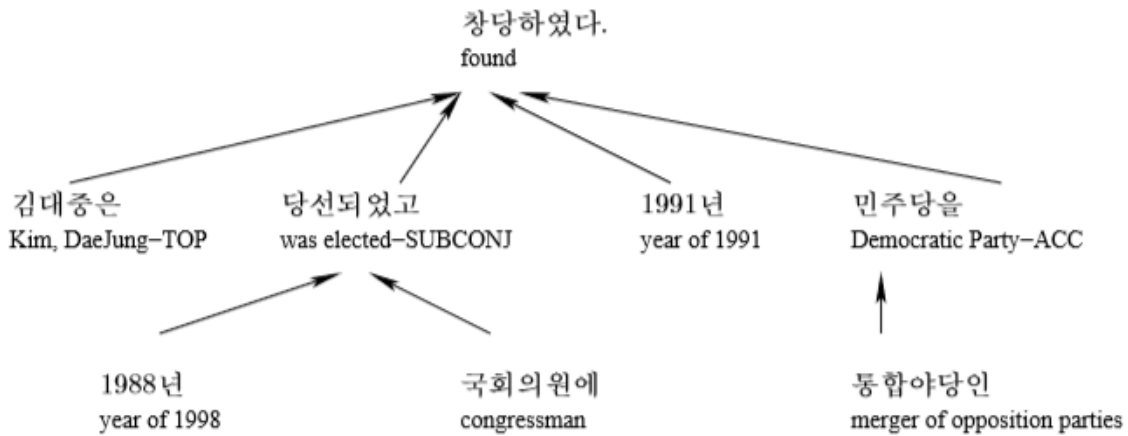 창당하였다.
found
김대중은 당선되었고 1991년 민주당을
Kim, DaeJung–TOP was elected–SUBCONJ year of 1991 Democratic Party–ACC
1988년 국회의원에 통합야당인
year of 1998 congressman merger of opposition parties